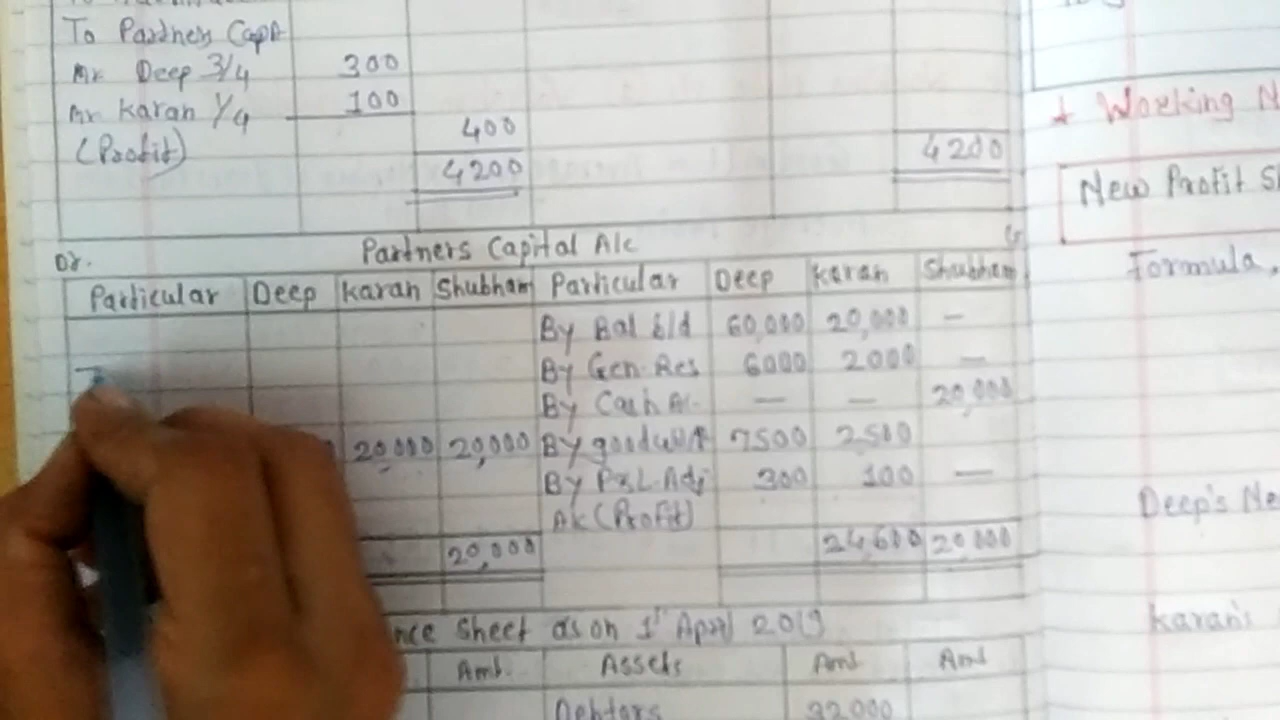 To Partners Cap A
Mr Deep 3/4 300
Mr Karan 1/4 100
400
(Profit)
4200 4200
+ Working N
New Profit S
Formula,
Dr. Partners Capital A/c Cr
Particular Deep Karan Shubham Particular Deep Karan Shubham
By Bal b/d 60,000 20,000 —
By Gen. Res 6000 2000 —
By Cash A/c — — 20,000
20,000 20,000 By goodwill 7500 2500
By P&L Adj 300 100 —
A/c (Profit)
20,000 24,600 20,000
Deep's Ne
Karan's
nce Sheet as on 1st April 2019
Amt. Assets Amt Amt
Debtors 32,000